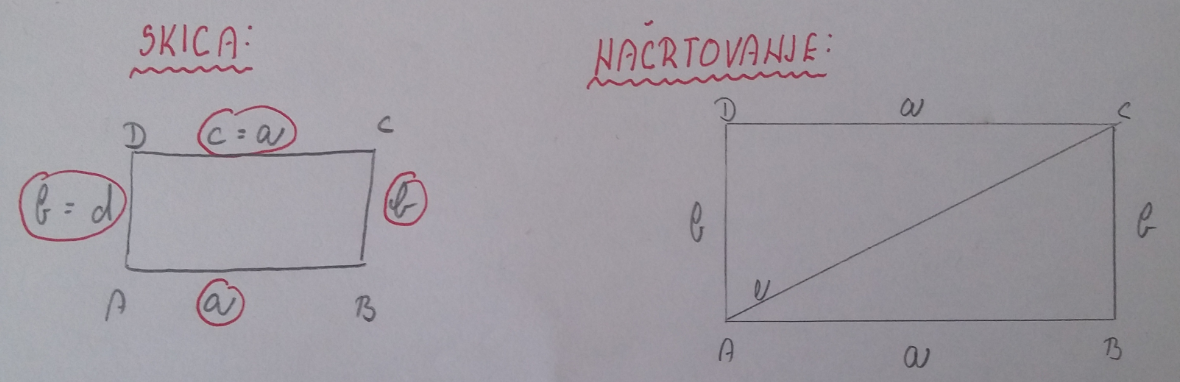 SKICA:
D c = a C
b = d b
A a B
NAČRTOVANJE:
D a C
b b
e
A a B